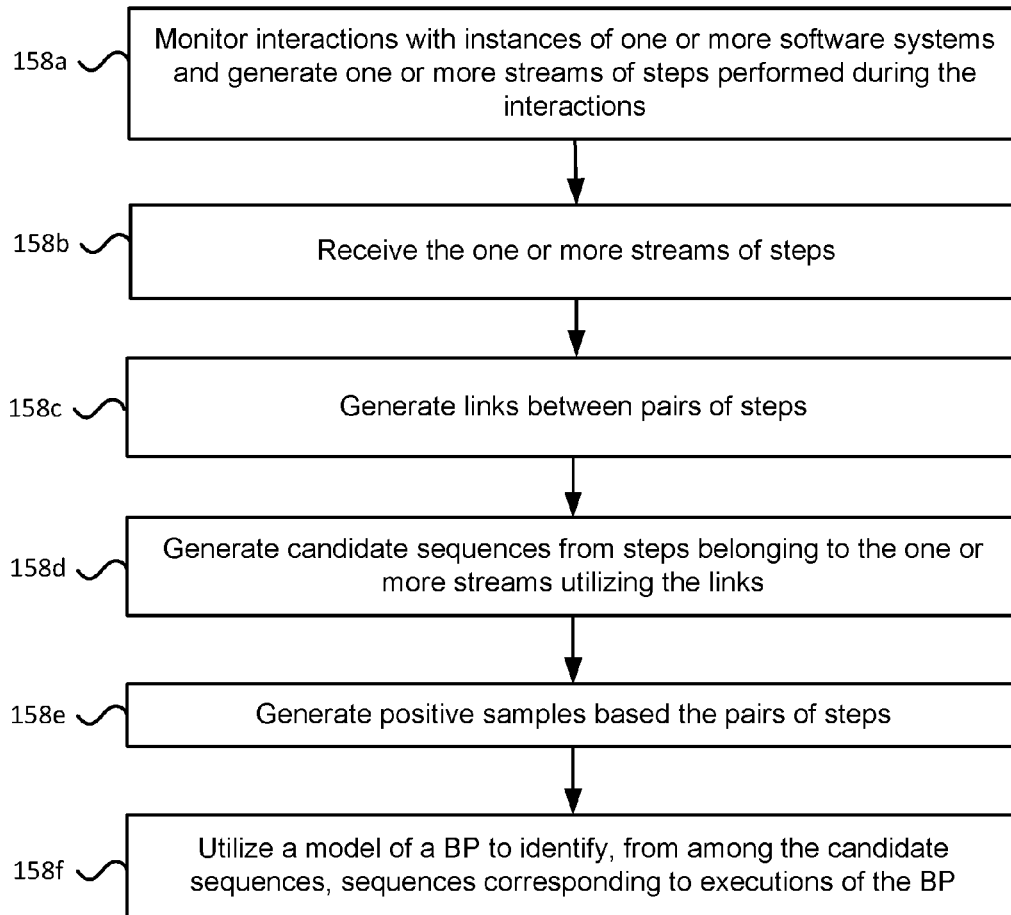 158a
Monitor interactions with instances of one or more software systems
and generate one or more streams of steps performed during the
interactions
158b
Receive the one or more streams of steps
158c
Generate links between pairs of steps
158d
Generate candidate sequences from steps belonging to the one or
more streams utilizing the links
158e
Generate positive samples based the pairs of steps
158f
Utilize a model of a BP to identify, from among the candidate
sequences, sequences corresponding to executions of the BP